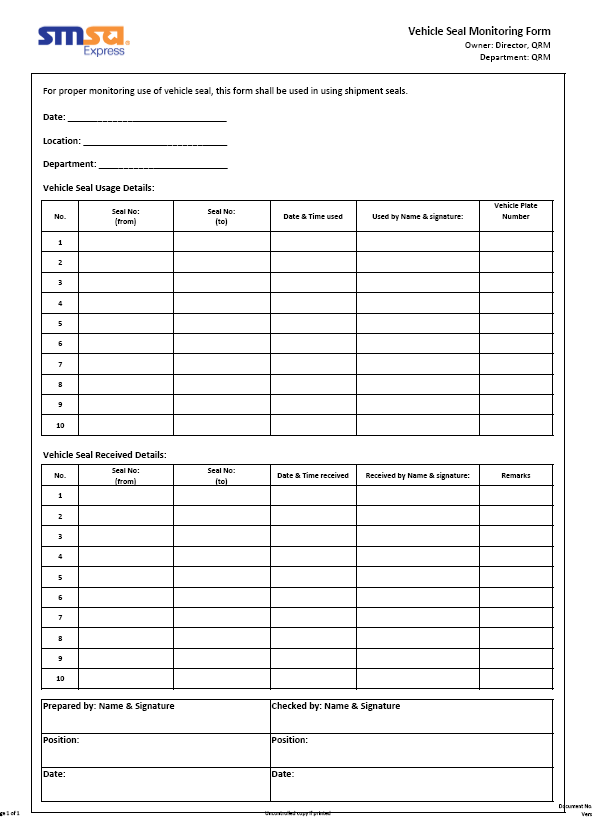 smsa
Express
Vehicle Seal Monitoring Form
Owner: Director, QRM
Department: QRM
For proper monitoring use of vehicle seal, this form shall be used in using shipment seals.
Date: ___________________________
Location: ___________________________
Department: ___________________________
Vehicle Seal Usage Details:
No. Seal No: (from) Seal No: (to) Date & Time used Used by Name & signature: Vehicle Plate Number
1
2
3
4
5
6
7
8
9
10
Vehicle Seal Received Details:
No. Seal No: (from) Seal No: (to) Date & Time received Received by Name & signature: Remarks
1
2
3
4
5
6
7
8
9
10
Prepared by: Name & Signature Checked by: Name & Signature
Position: Position:
Date: Date:
Document No.
ge 1 of 1 Uncontrolled copy if printed Vers